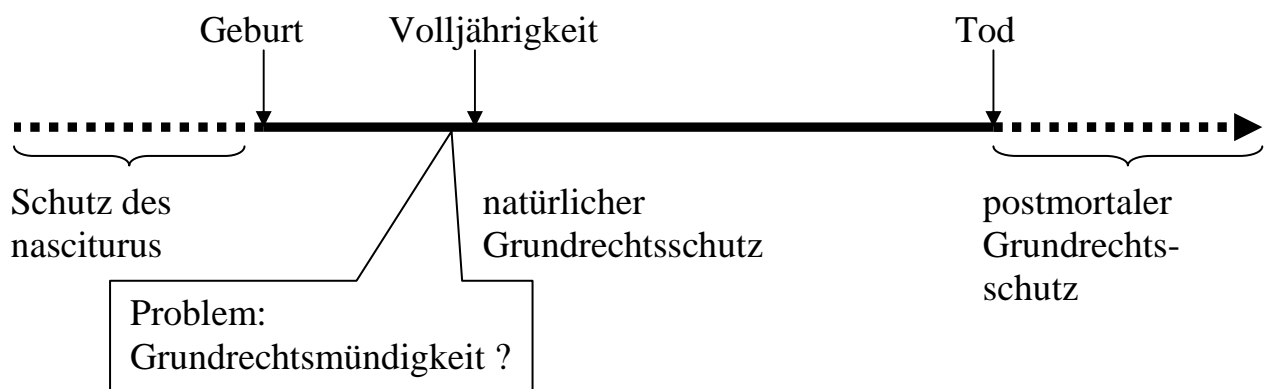 Geburt
Volljährigkeit
Tod
Schutz des
nasciturus
natürlicher
Grundrechtsschutz
postmortaler
Grundrechts-
schutz
Problem:
Grundrechtsmündigkeit ?